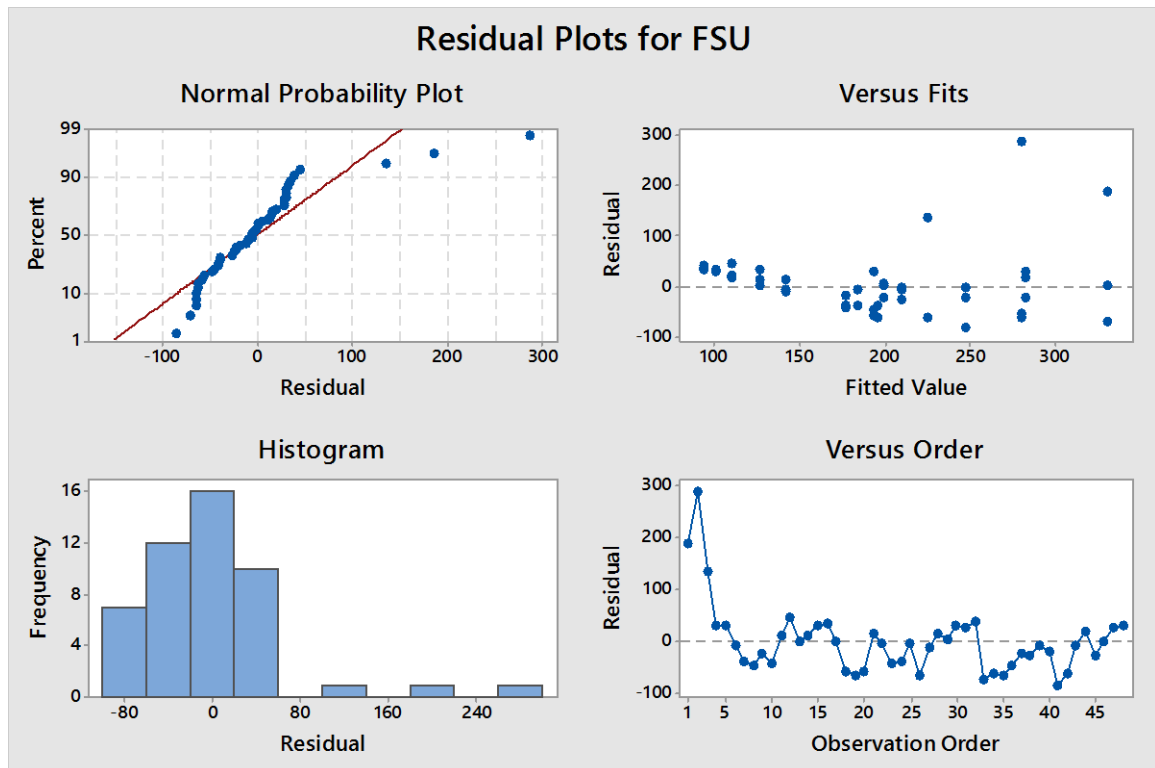 Residual Plots for FSU
Normal Probability Plot
99
90
50
10
1
Percent
-100 0 100 200 300
Residual
Versus Fits
300
200
100
0
-100
Residual
100 150 200 250 300
Fitted Value
Histogram
16
12
8
4
0
Frequency
-80 0 80 160 240
Residual
Versus Order
300
200
100
0
-100
Residual
1 5 10 15 20 25 30 35 40 45
Observation Order